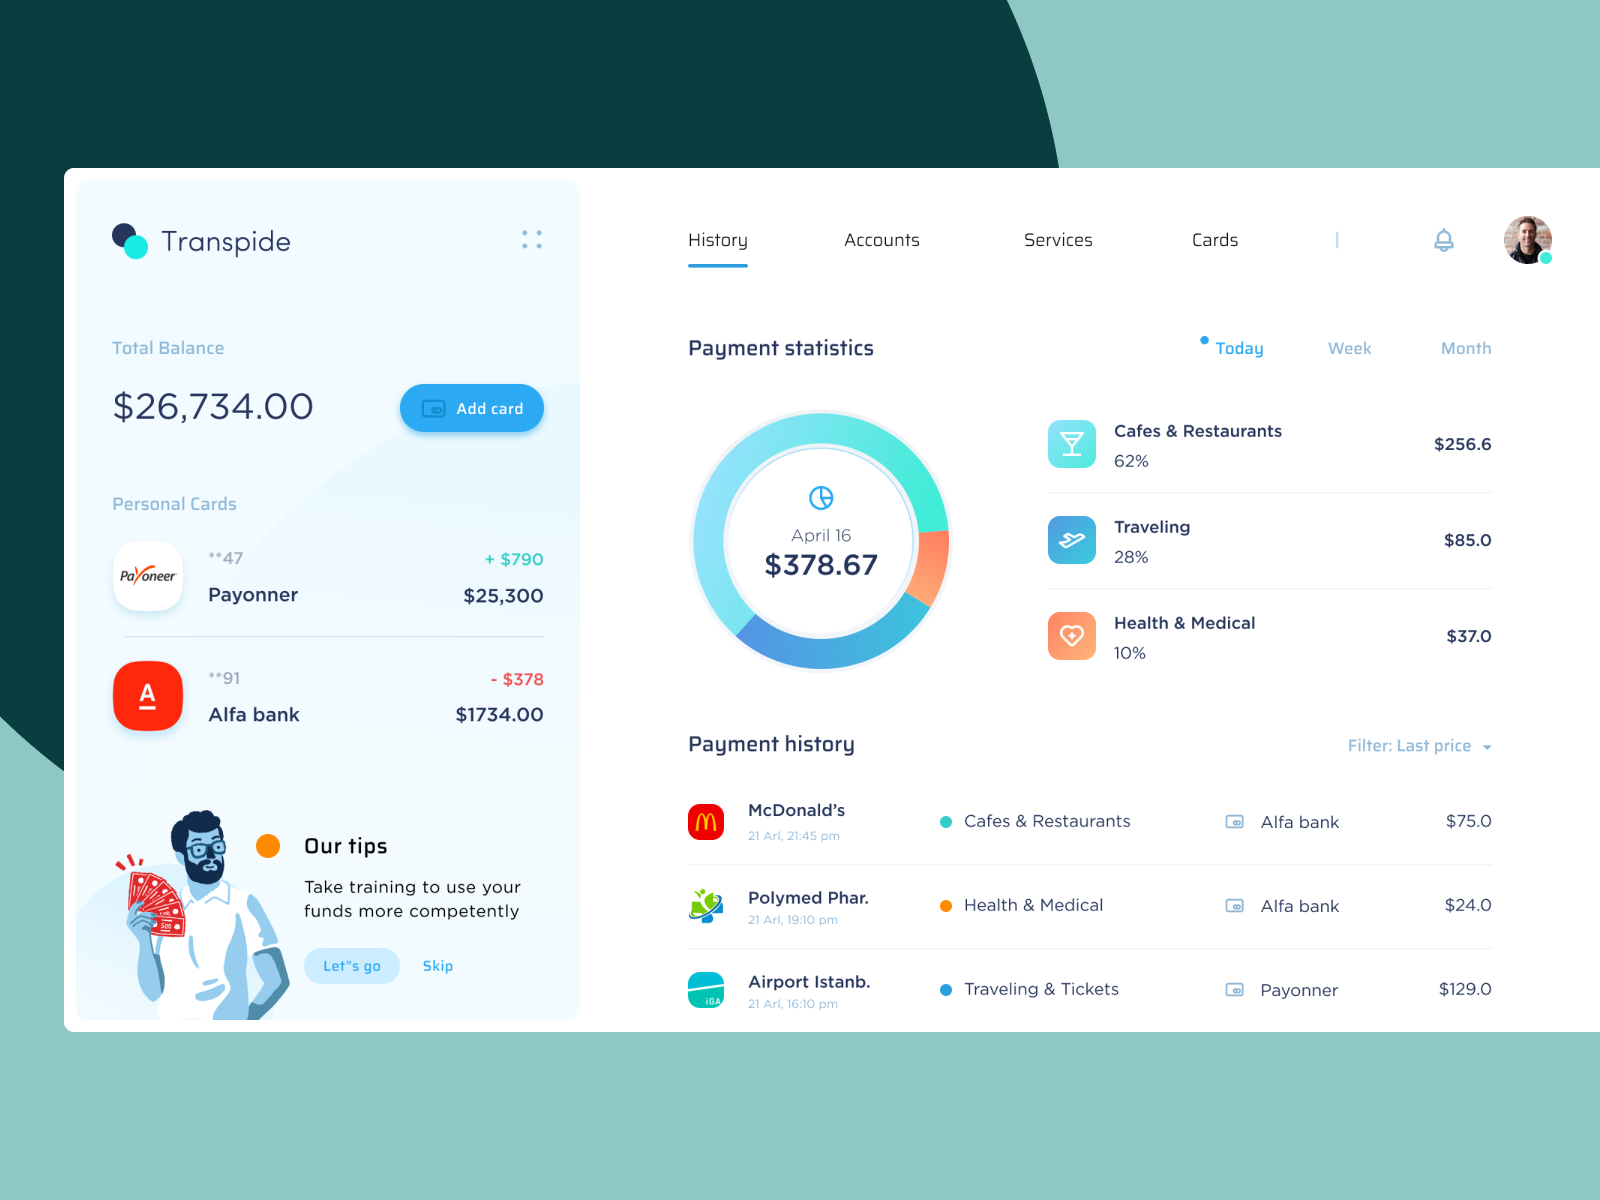 Transpide
Total Balance
$26,734.00
Add card
Personal Cards
Payoneer
**47
+ $790
Payonner
$25,300
A
**91
- $378
Alfa bank
$1734.00
Our tips
Take training to use your
funds more competently
Let"s go
Skip
500
History
Accounts
Services
Cards
Payment statistics
Today
Week
Month
April 16
$378.67
Cafes & Restaurants
62%
$256.6
Traveling
28%
$85.0
Health & Medical
10%
$37.0
Payment history
Filter: Last price
McDonald’s
21 Arl, 21:45 pm
Cafes & Restaurants
Alfa bank
$75.0
Polymed Phar.
21 Arl, 19:10 pm
Health & Medical
Alfa bank
$24.0
iGA
Airport Istanb.
21 Arl, 16:10 pm
Traveling & Tickets
Payonner
$129.0